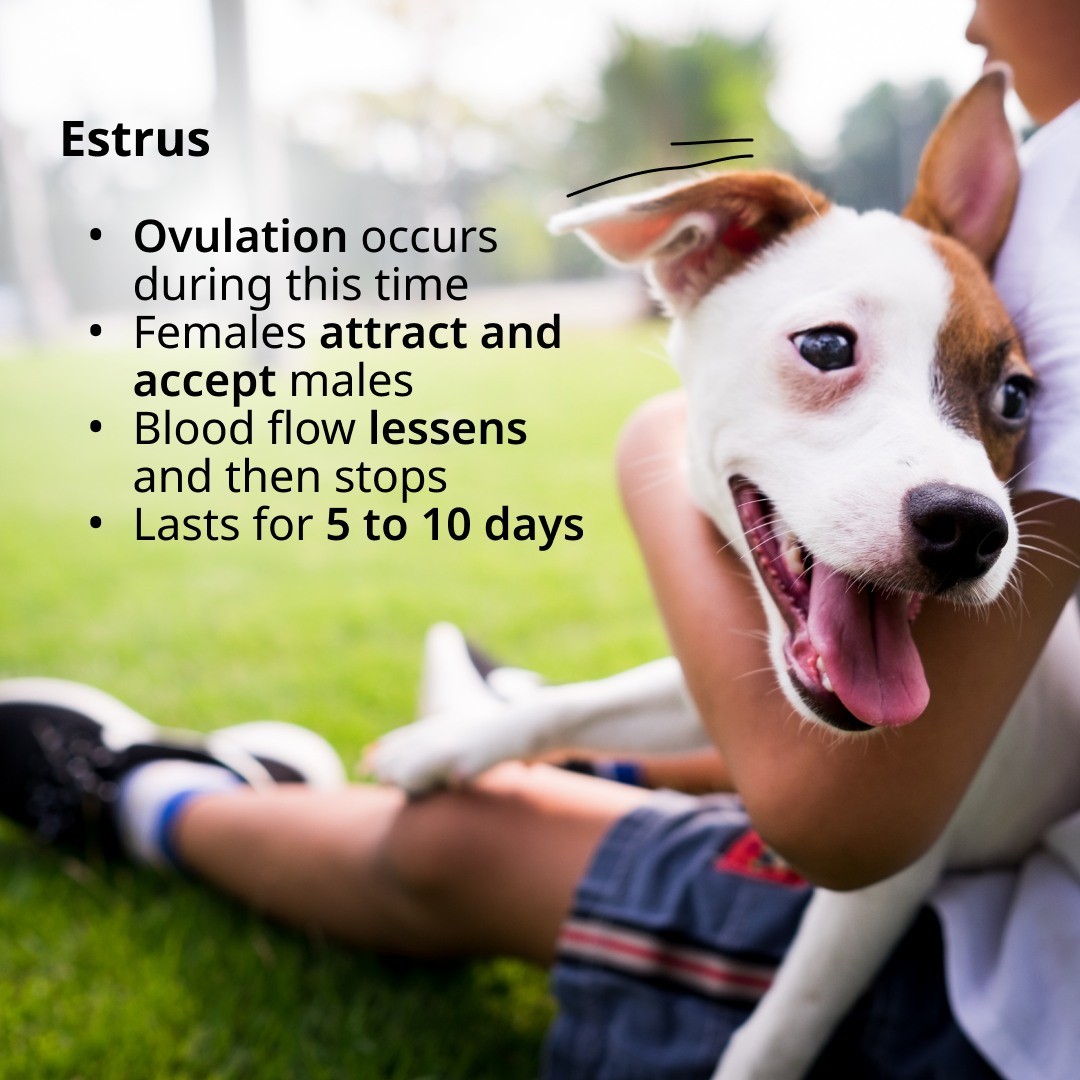 Estrus
• Ovulation occurs
during this time
• Females attract and
accept males
• Blood flow lessens
and then stops
• Lasts for 5 to 10 days